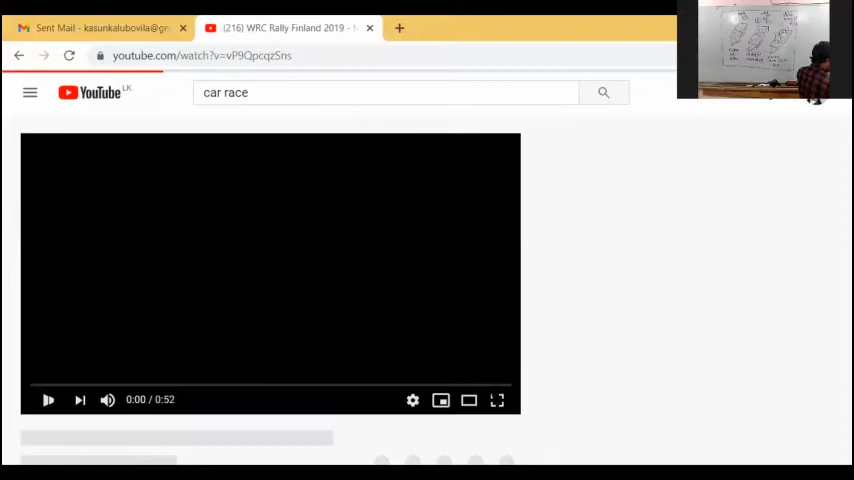 Sent Mail - kasunkalubovila@gm
(216) WRC Rally Finland 2019 - N
youtube.com/watch?v=vP9QpcqzSns
YouTube LK
car race
0:00 / 0:52